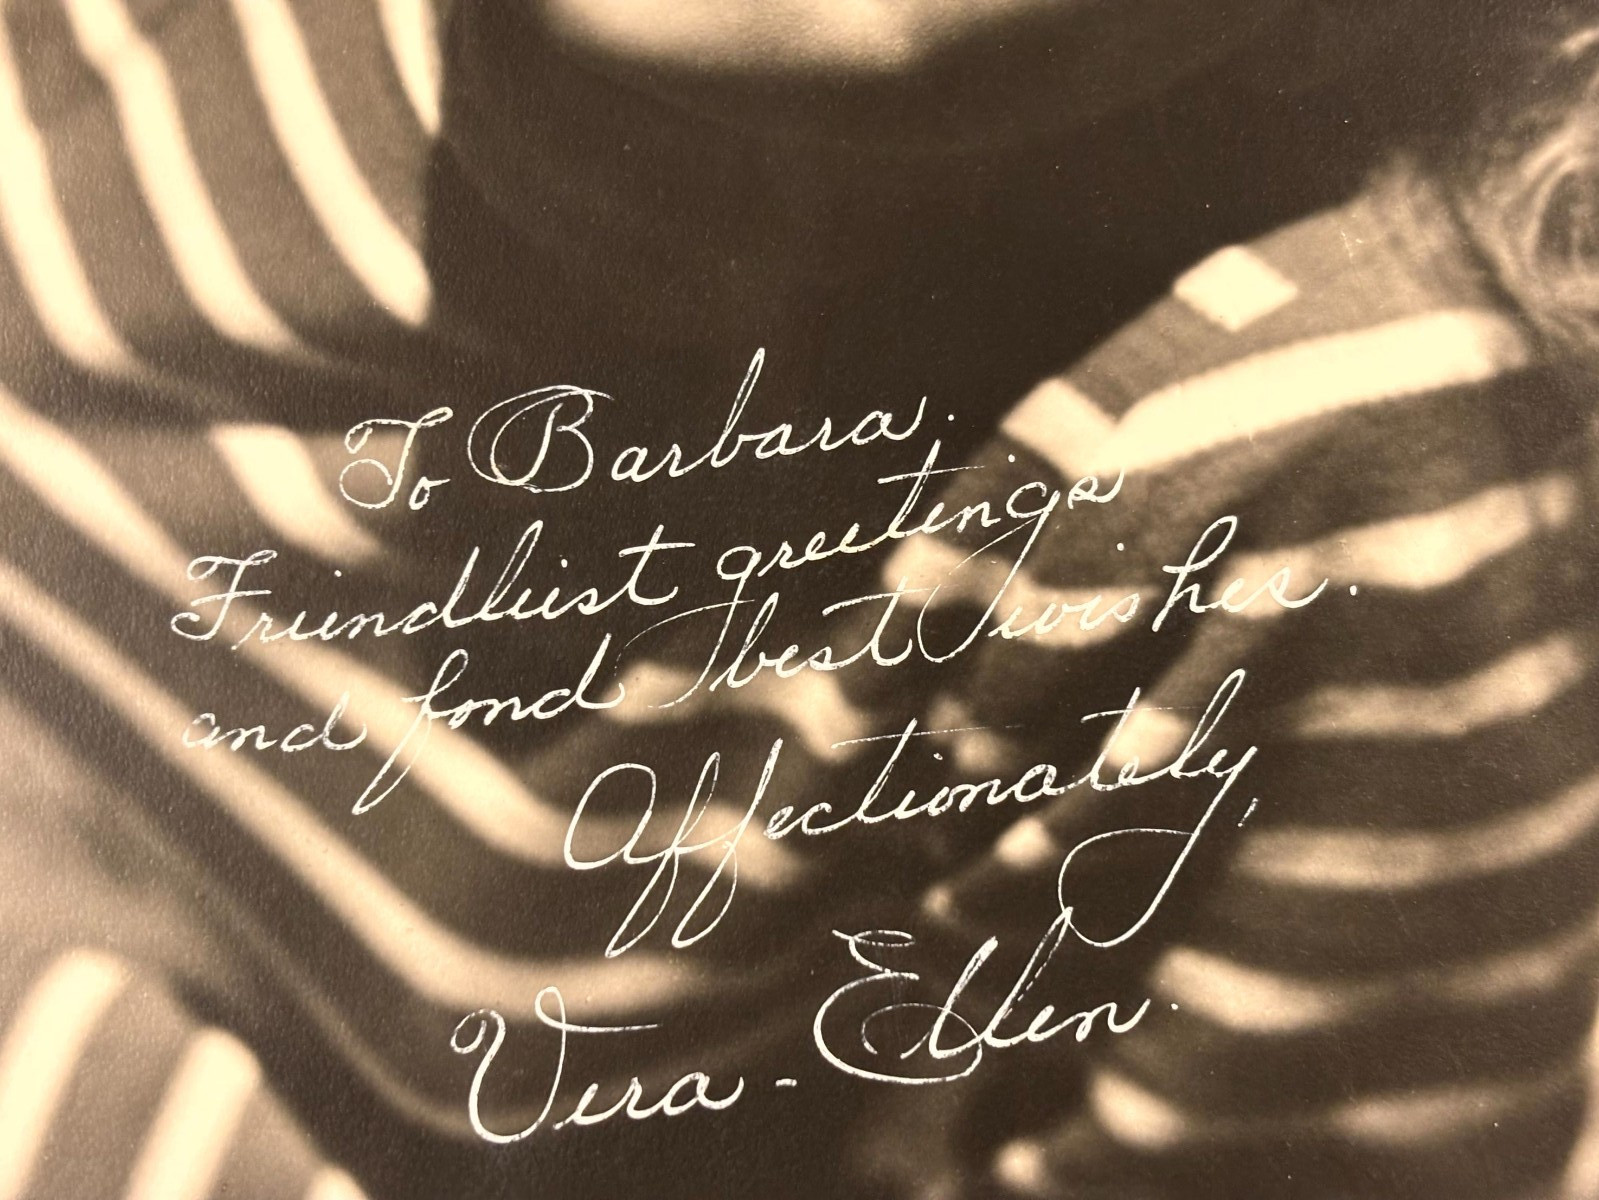 To Barbara.
Friendliest greetings
and fond best wishes.
Affectionately,
Vera-Ellen.